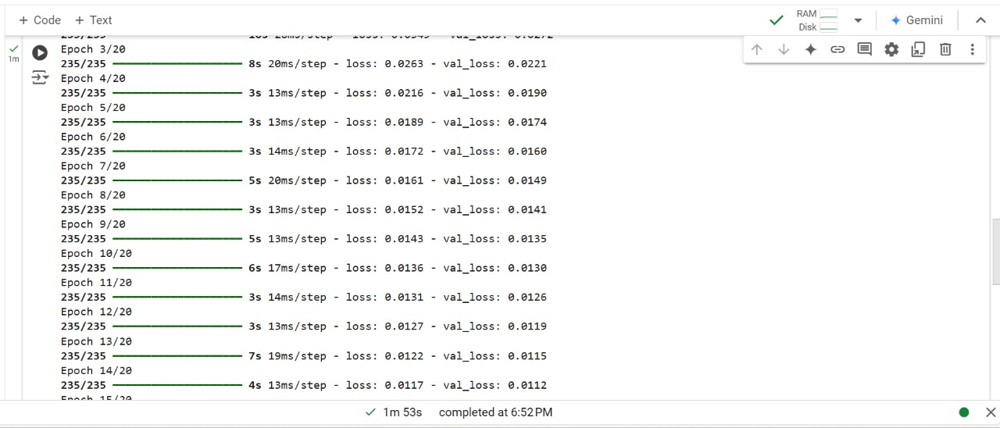 + Code + Text
RAM
Disk
Gemini
1m
Epoch 3/20
235/235 8s 20ms/step - loss: 0.0263 - val_loss: 0.0221
Epoch 4/20
235/235 3s 13ms/step - loss: 0.0216 - val_loss: 0.0190
Epoch 5/20
235/235 3s 13ms/step - loss: 0.0189 - val_loss: 0.0174
Epoch 6/20
235/235 3s 14ms/step - loss: 0.0172 - val_loss: 0.0160
Epoch 7/20
235/235 5s 20ms/step - loss: 0.0161 - val_loss: 0.0149
Epoch 8/20
235/235 3s 13ms/step - loss: 0.0152 - val_loss: 0.0141
Epoch 9/20
235/235 5s 13ms/step - loss: 0.0143 - val_loss: 0.0135
Epoch 10/20
235/235 6s 17ms/step - loss: 0.0136 - val_loss: 0.0130
Epoch 11/20
235/235 3s 14ms/step - loss: 0.0131 - val_loss: 0.0126
Epoch 12/20
235/235 3s 13ms/step - loss: 0.0127 - val_loss: 0.0119
Epoch 13/20
235/235 7s 19ms/step - loss: 0.0122 - val_loss: 0.0115
Epoch 14/20
235/235 4s 13ms/step - loss: 0.0117 - val_loss: 0.0112
Epoch 15/20
1m 53s completed at 6:52 PM